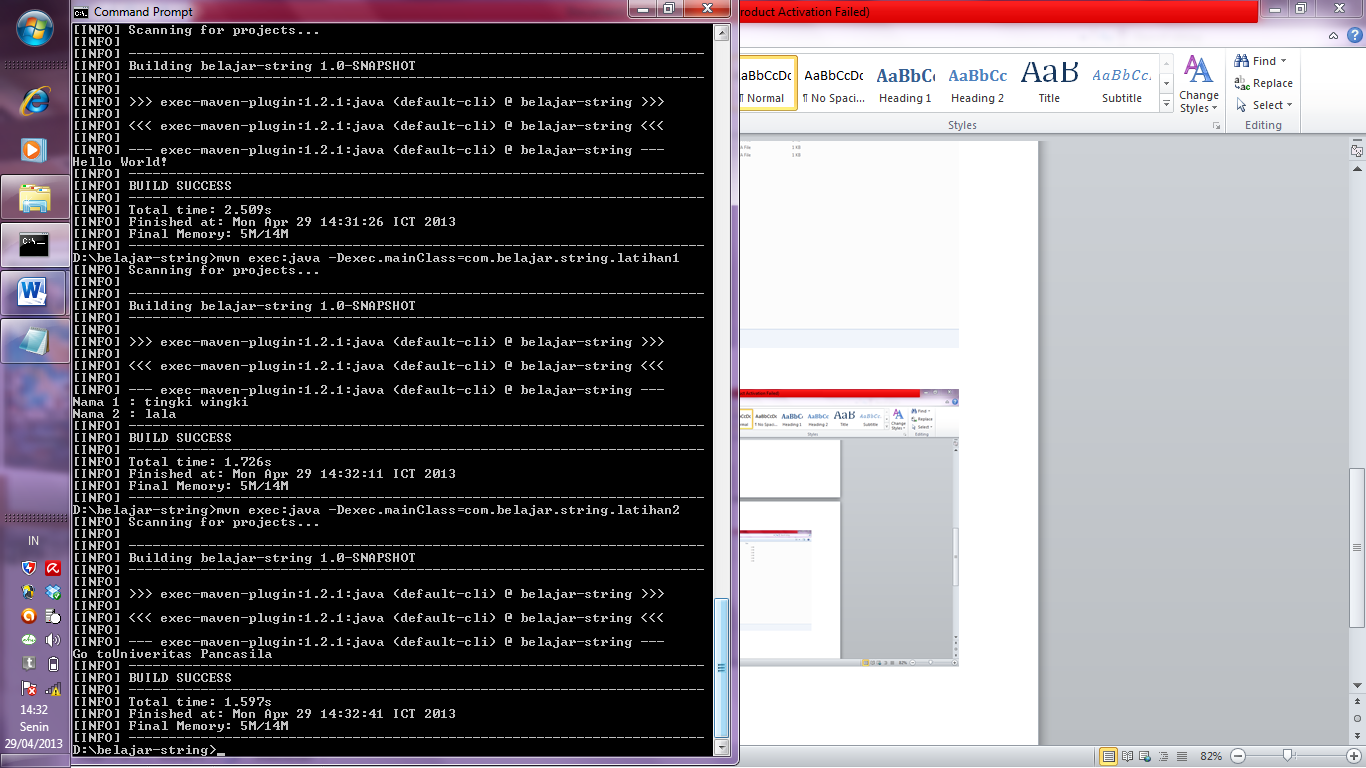 Command Prompt
[INFO] Scanning for projects...
[INFO]
[INFO] ------------------------------------------------------------------------
[INFO] Building belajar-string 1.0-SNAPSHOT
[INFO] ------------------------------------------------------------------------
[INFO]
[INFO] >>> exec-maven-plugin:1.2.1:java (default-cli) @ belajar-string >>>
[INFO]
[INFO] <<< exec-maven-plugin:1.2.1:java (default-cli) @ belajar-string <<<
[INFO]
[INFO] --- exec-maven-plugin:1.2.1:java (default-cli) @ belajar-string ---
Hello World!
[INFO] ------------------------------------------------------------------------
[INFO] BUILD SUCCESS
[INFO] ------------------------------------------------------------------------
[INFO] Total time: 2.509s
[INFO] Finished at: Mon Apr 29 14:31:26 ICT 2013
[INFO] Final Memory: 5M/14M
[INFO] ------------------------------------------------------------------------
D:\belajar-string>mvn exec:java -Dexec.mainClass=com.belajar.string.latihan1
[INFO] Scanning for projects...
[INFO]
[INFO] ------------------------------------------------------------------------
[INFO] Building belajar-string 1.0-SNAPSHOT
[INFO] ------------------------------------------------------------------------
[INFO]
[INFO] >>> exec-maven-plugin:1.2.1:java (default-cli) @ belajar-string >>>
[INFO]
[INFO] <<< exec-maven-plugin:1.2.1:java (default-cli) @ belajar-string <<<
[INFO]
[INFO] --- exec-maven-plugin:1.2.1:java (default-cli) @ belajar-string ---
Nama 1 : tingki wingki
Nama 2 : lala
[INFO] ------------------------------------------------------------------------
[INFO] BUILD SUCCESS
[INFO] ------------------------------------------------------------------------
[INFO] Total time: 1.726s
[INFO] Finished at: Mon Apr 29 14:32:11 ICT 2013
[INFO] Final Memory: 5M/14M
[INFO] ------------------------------------------------------------------------
D:\belajar-string>mvn exec:java -Dexec.mainClass=com.belajar.string.latihan2
[INFO] Scanning for projects...
[INFO]
[INFO] ------------------------------------------------------------------------
[INFO] Building belajar-string 1.0-SNAPSHOT
[INFO] ------------------------------------------------------------------------
[INFO]
[INFO] >>> exec-maven-plugin:1.2.1:java (default-cli) @ belajar-string >>>
[INFO]
[INFO] <<< exec-maven-plugin:1.2.1:java (default-cli) @ belajar-string <<<
[INFO]
[INFO] --- exec-maven-plugin:1.2.1:java (default-cli) @ belajar-string ---
Go toUniveritas Pancasila
[INFO] ------------------------------------------------------------------------
[INFO] BUILD SUCCESS
[INFO] ------------------------------------------------------------------------
[INFO] Total time: 1.597s
[INFO] Finished at: Mon Apr 29 14:32:41 ICT 2013
[INFO] Final Memory: 5M/14M
[INFO] ------------------------------------------------------------------------
D:\belajar-string>_
roduct Activation Failed)
AaBbCcDc AaBbCcDc AaBbCc AaBbCc AaB AaBbCc
¶ Normal ¶ No Spaci... Heading 1 Heading 2 Title Subtitle
Change
Styles
Styles
Find
Replace
Select
Editing
IN
14:32
Senin
29/04/2013
82%